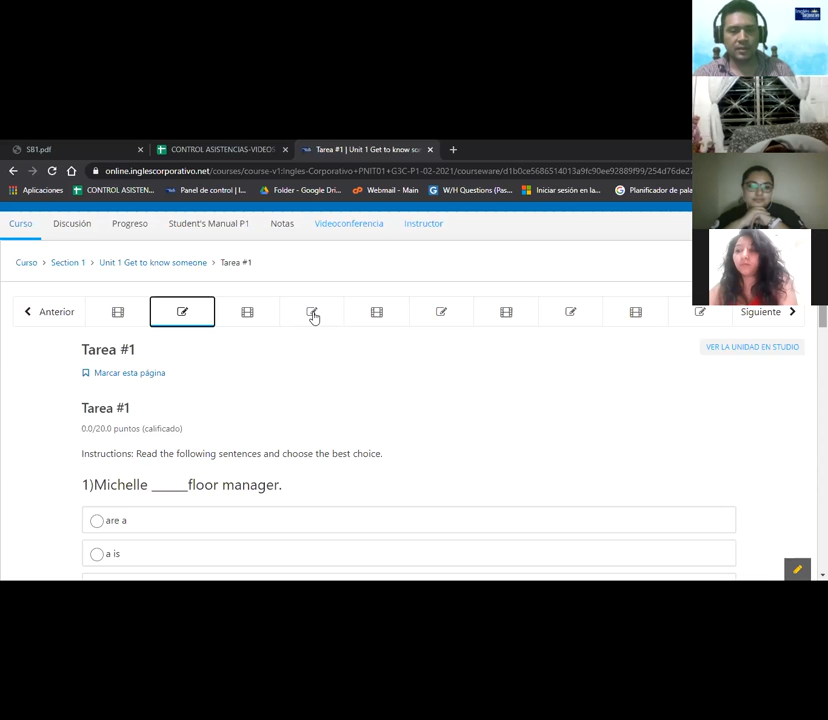 SB1.pdf
CONTROL ASISTENCIAS-VIDEOS
Tarea #1 | Unit 1 Get to know so
online.inglescorporativo.net/courses/course-v1:Ingles-Corporativo+PNIT01+G3C-P1-02-2021/courseware/d1b0ce5686514013a9fc90ee92889f99/254d76de27
Aplicaciones
CONTROL ASISTEN...
Panel de control | I...
Folder - Google Dri...
Webmail - Main
W/H Questions (Pas...
Iniciar sesión en la...
Planificador de pala
Curso
Discusión
Progreso
Student's Manual P1
Notas
Videoconferencia
Instructor
Curso > Section 1 > Unit 1 Get to know someone > Tarea #1
Anterior
Siguiente
Tarea #1
VER LA UNIDAD EN STUDIO
Marcar esta página
Tarea #1
0.0/20.0 puntos (calificado)
Instructions: Read the following sentences and choose the best choice.
1)Michelle ______floor manager.
are a
a is